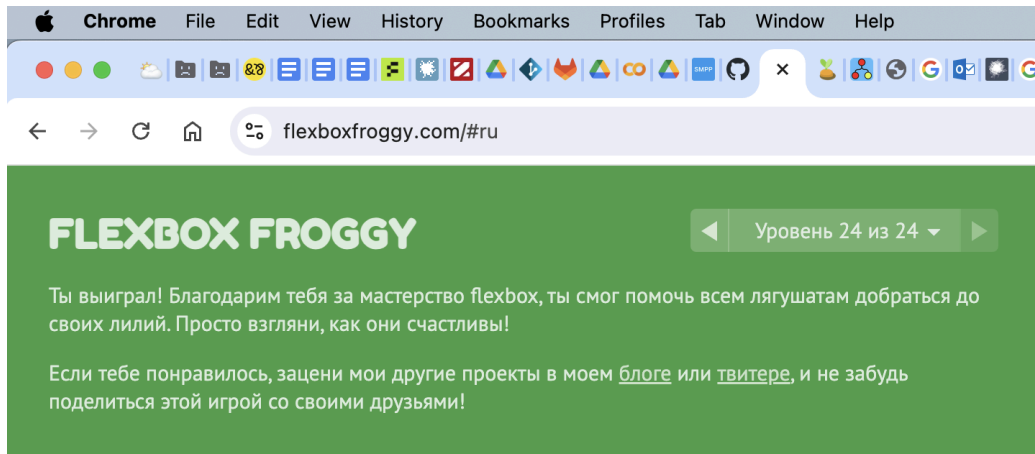 Chrome File Edit View History Bookmarks Profiles Tab Window Help
SMPP
flexboxfroggy.com/#ru
FLEXBOX FROGGY
Уровень 24 из 24
Ты выиграл! Благодарим тебя за мастерство flexbox, ты смог помочь всем лягушатам добраться до
своих лилий. Просто взгляни, как они счастливы!
Если тебе понравилось, зацени мои другие проекты в моем блоге или твитере, и не забудь
поделиться этой игрой со своими друзьями!